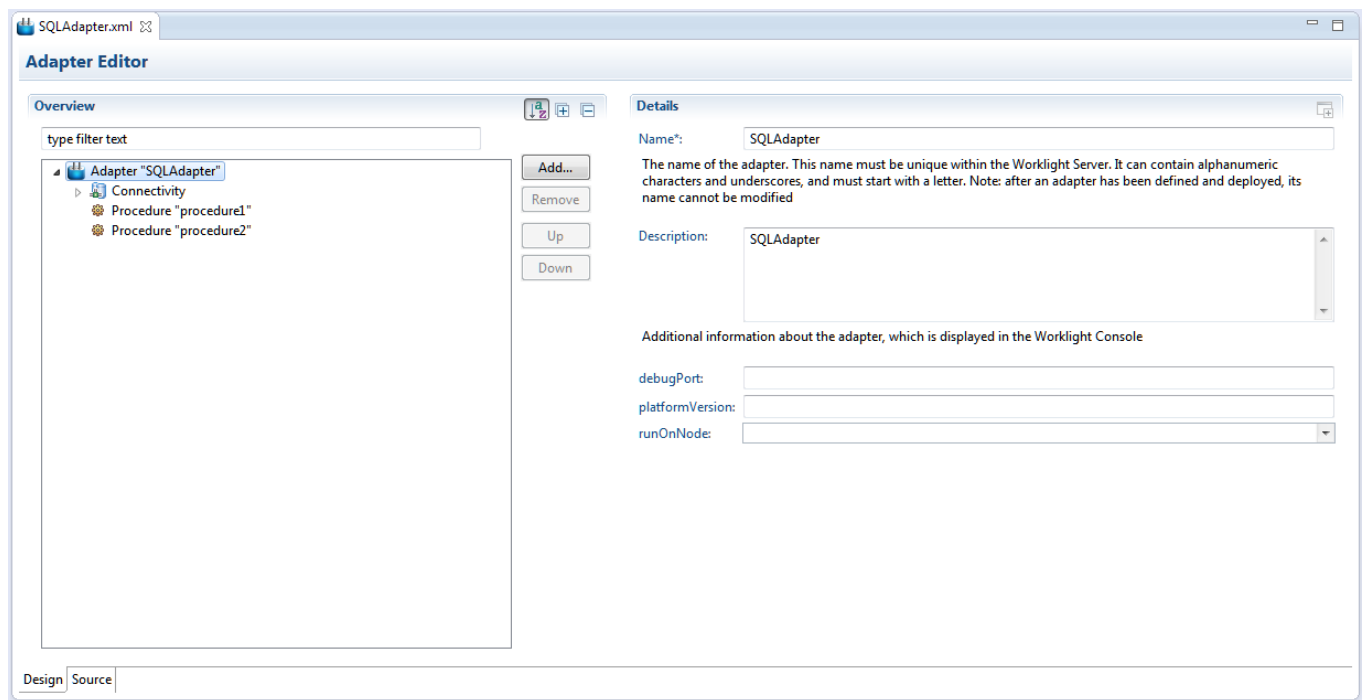 SQLAdapter.xml
Adapter Editor
Overview
type filter text
Adapter "SQLAdapter"
Connectivity
Procedure "procedure1"
Procedure "procedure2"
Add...
Remove
Up
Down
Details
Name*: SQLAdapter
The name of the adapter. This name must be unique within the Worklight Server. It can contain alphanumeric
characters and underscores, and must start with a letter. Note: after an adapter has been defined and deployed, its
name cannot be modified
Description: SQLAdapter
Additional information about the adapter, which is displayed in the Worklight Console
debugPort:
platformVersion:
runOnNode:
Design Source